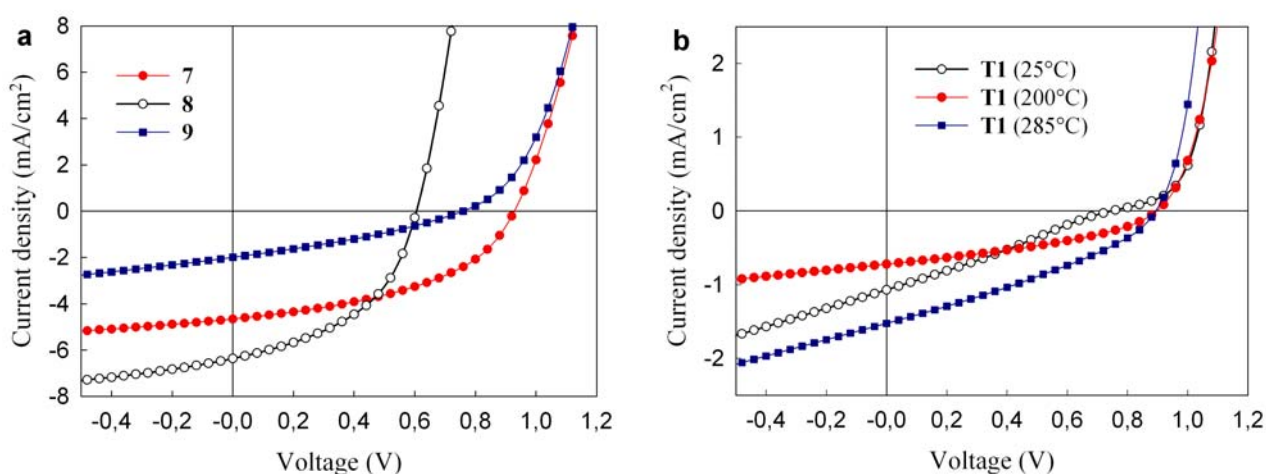 a
Current density (mA/cm²)
8
6
4
2
0
-2
-4
-6
-8
7
8
9
-0,4 -0,2 -0,0 0,2 0,4 0,6 0,8 1,0 1,2
Voltage (V)
b
Current density (mA/cm²)
2
1
0
-1
-2
T1 (25°C)
T1 (200°C)
T1 (285°C)
-0,4 -0,2 -0,0 0,2 0,4 0,6 0,8 1,0 1,2
Voltage (V)